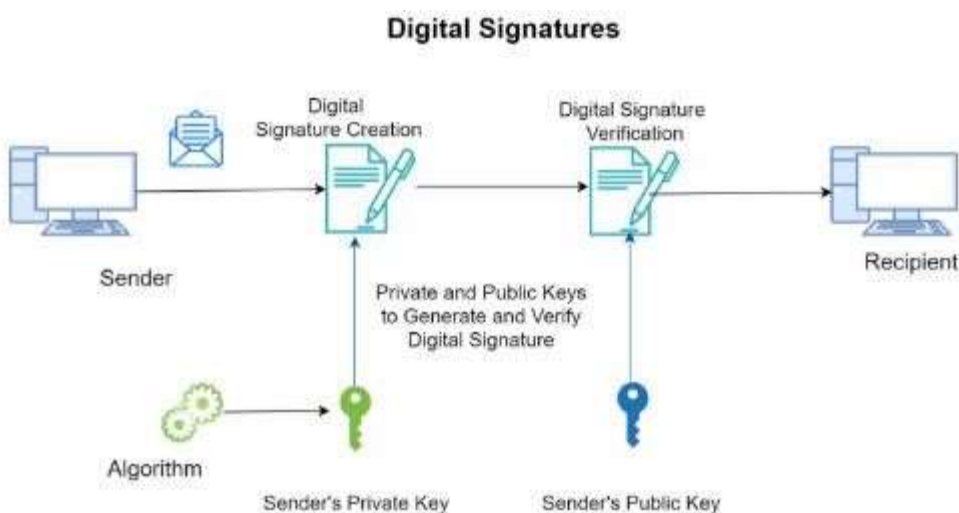 Digital Signatures
Digital
Signature Creation
Digital Signature
Verification
Sender
Recipient
Private and Public Keys
to Generate and Verify
Digital Signature
Algorithm
Sender's Private Key
Sender's Public Key